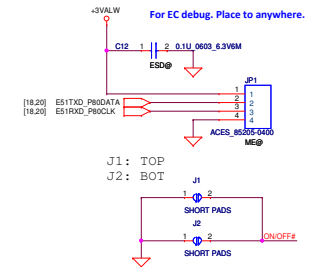 +3VALW
For EC debug. Place to anywhere.
C12 1 2 0.1U_0603_6.3V6M
ESD@
JP1
1 1
[18,20] E51TXD_P80DATA 2 2
[18,20] E51RXD_P80CLK 3 3
4 4
ACES_85205-0400
ME@
J1: TOP
J2: BOT
J1
1 2
SHORT PADS
J2
1 2 ON/OFF#
SHORT PADS